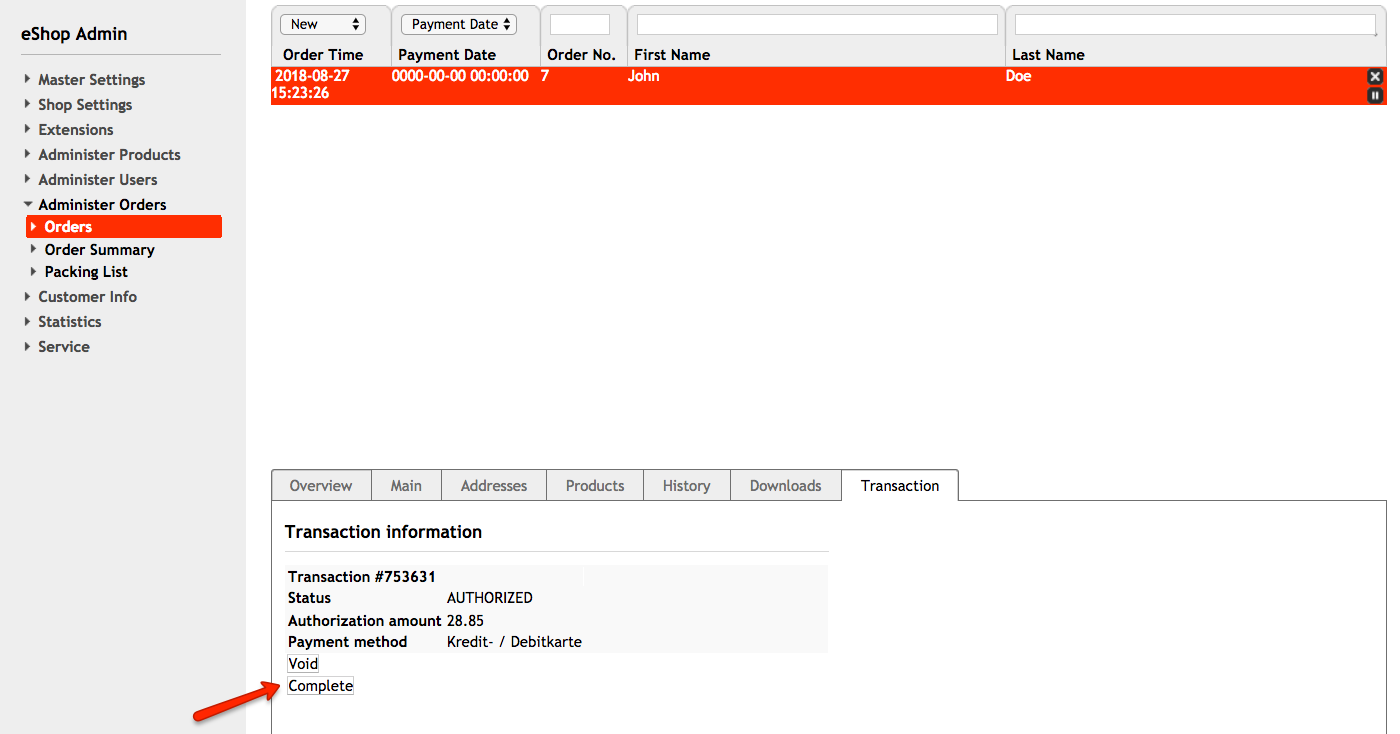 eShop Admin
Master Settings
Shop Settings
Extensions
Administer Products
Administer Users
Administer Orders
Orders
Order Summary
Packing List
Customer Info
Statistics
Service
New Payment Date
Order Time Payment Date Order No. First Name Last Name
2018-08-27 0000-00-00 00:00:00 7 John Doe
15:23:26
Overview Main Addresses Products History Downloads Transaction
Transaction information
Transaction #753631
Status AUTHORIZED
Authorization amount 28.85
Payment method Kredit- / Debitkarte
Void
Complete